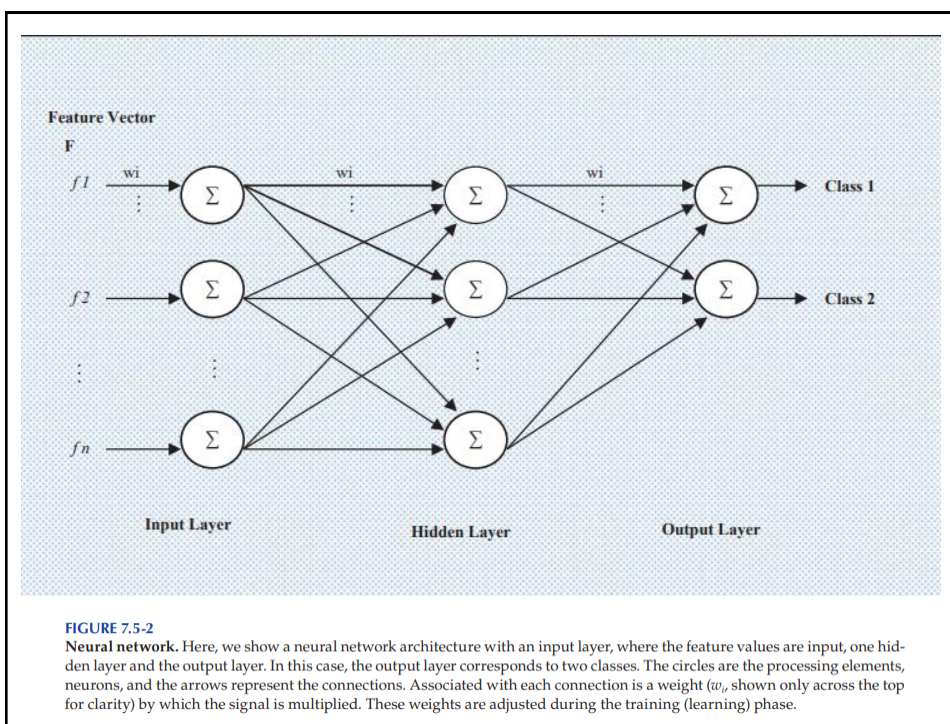 Feature Vector
F
f1 wi wi wi Class 1
⋮ ⋮ ⋮
Σ Σ Σ
f2 Σ Σ Σ Class 2
⋮ ⋮ ⋮
fn Σ Σ
Input Layer Hidden Layer Output Layer
FIGURE 7.5-2
Neural network. Here, we show a neural network architecture with an input layer, where the feature values are input, one hid-
den layer and the output layer. In this case, the output layer corresponds to two classes. The circles are the processing elements,
neurons, and the arrows represent the connections. Associated with each connection is a weight (wi, shown only across the top
for clarity) by which the signal is multiplied. These weights are adjusted during the training (learning) phase.